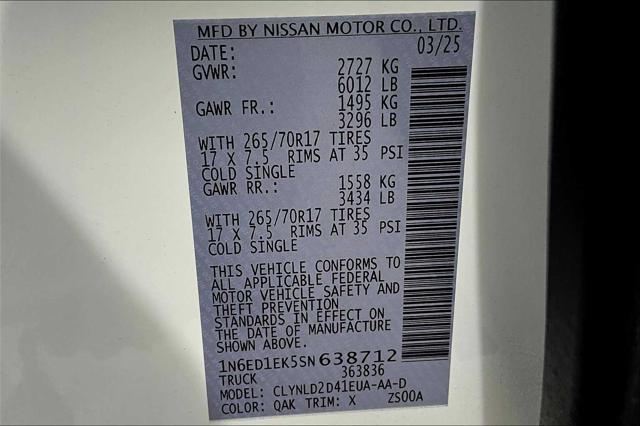 MFD BY NISSAN MOTOR CO., LTD.
DATE: 03/25
GVWR: 2727 KG
6012 LB
GAWR FR.: 1495 KG
3296 LB
WITH 265/70R17 TIRES
17 X 7.5 RIMS AT 35 PSI
COLD SINGLE
GAWR RR.: 1558 KG
3434 LB
WITH 265/70R17 TIRES
17 X 7.5 RIMS AT 35 PSI
COLD SINGLE
THIS VEHICLE CONFORMS TO
ALL APPLICABLE FEDERAL
MOTOR VEHICLE SAFETY AND
THEFT PREVENTION
STANDARDS IN EFFECT ON
THE DATE OF MANUFACTURE
SHOWN ABOVE.
1N6ED1EK5SN638712
TRUCK 363836
MODEL: CLYNLD2D41EUA-AA-D
COLOR: QAK TRIM: X ZS00A